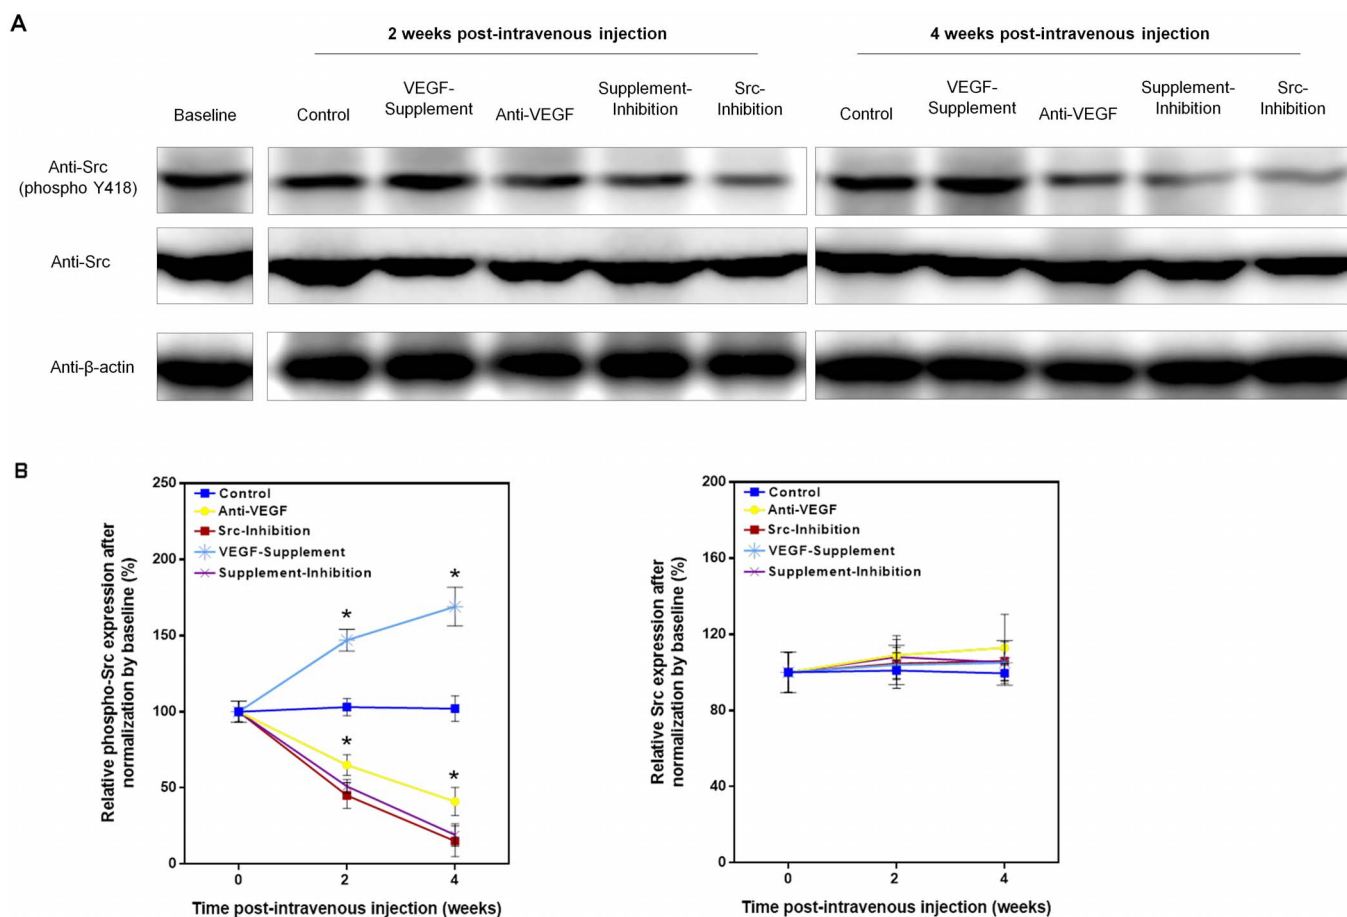 A
2 weeks post-intravenous injection
4 weeks post-intravenous injection
Baseline
Control
VEGF-
Supplement
Anti-VEGF
Supplement-
Inhibition
Src-
Inhibition
Control
VEGF-
Supplement
Anti-VEGF
Supplement-
Inhibition
Src-
Inhibition
Anti-Src
(phospho Y418)
Anti-Src
Anti-β-actin
B
Relative phospho-Src expression after
normalization by baseline (%)
250
200
150
100
50
0
Control
Anti-VEGF
Src-Inhibition
VEGF-Supplement
Supplement-Inhibition
*
*
*
*
0
2
4
Time post-intravenous injection (weeks)
Relative Src expression after
normalization by baseline (%)
200
160
120
80
40
0
Control
Anti-VEGF
Src-Inhibition
VEGF-Supplement
Supplement-Inhibition
0
2
4
Time post-intravenous injection (weeks)